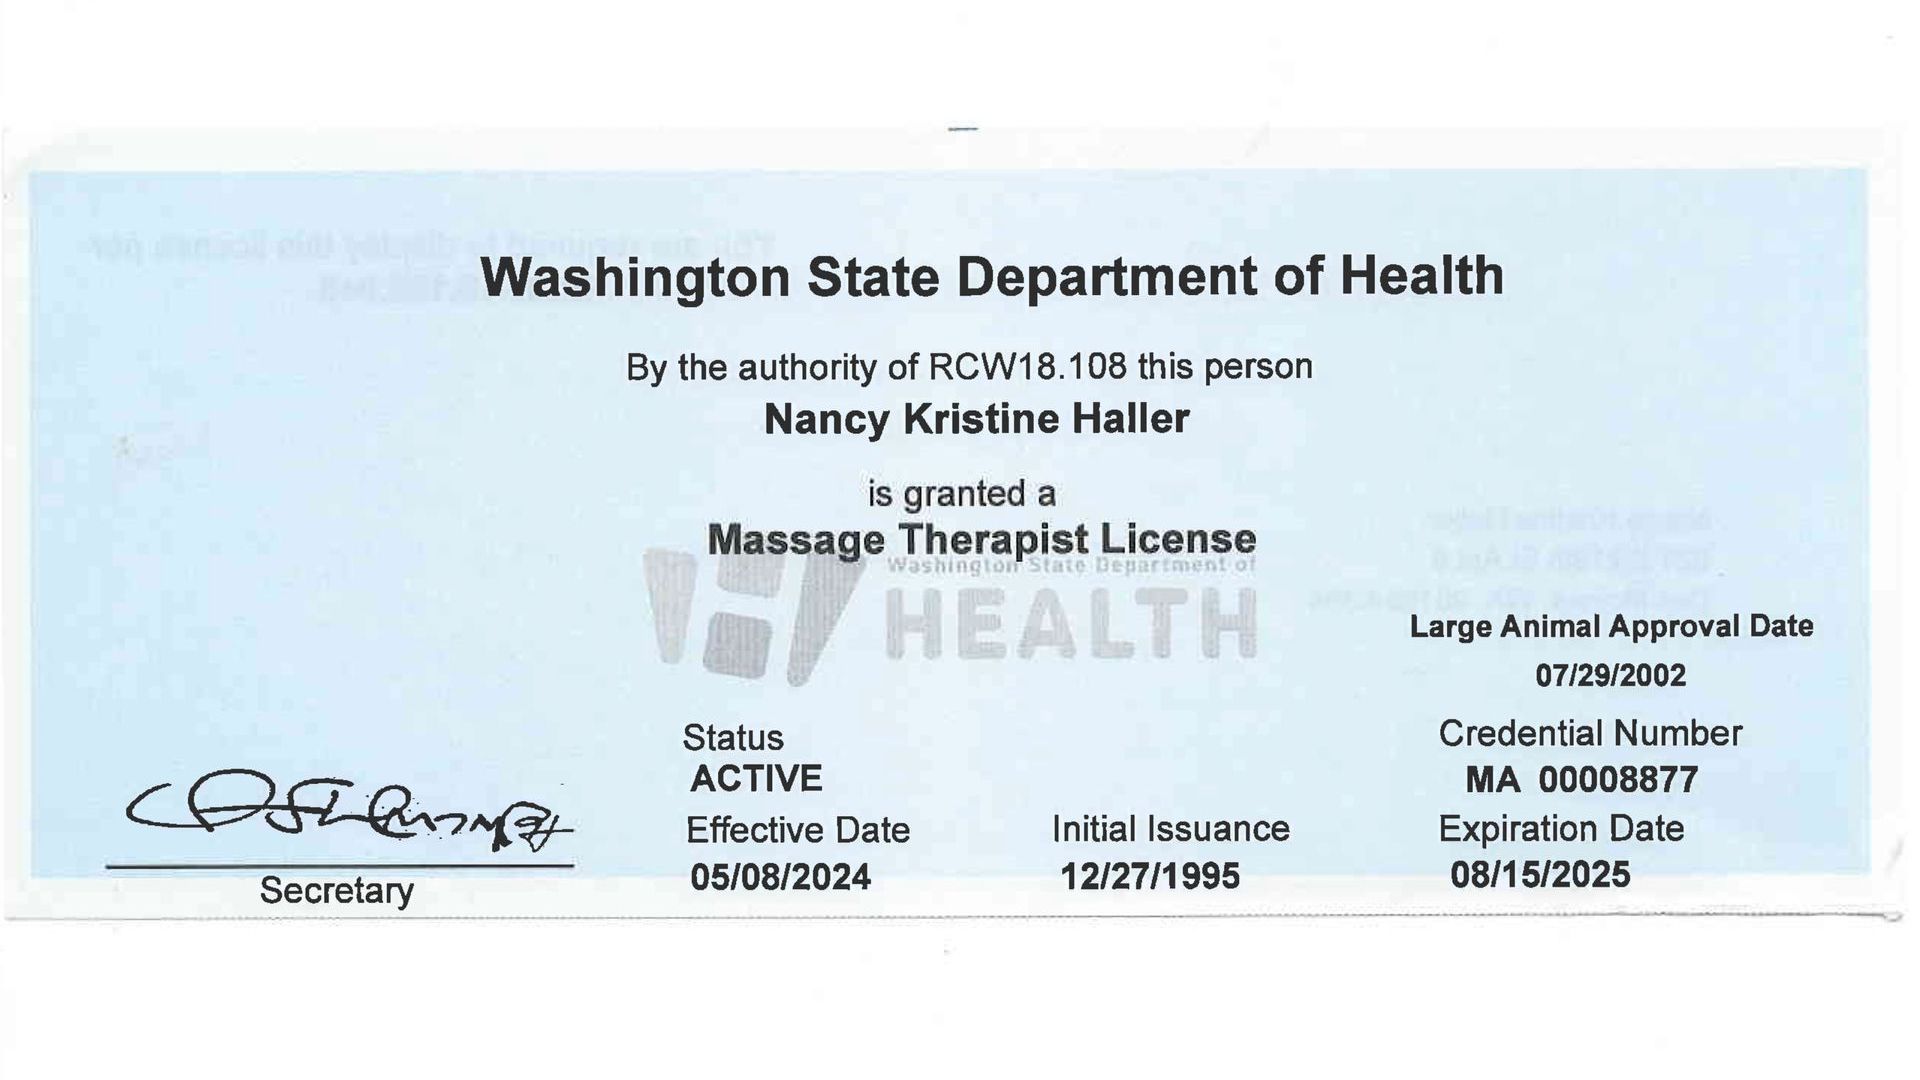 Washington State Department of Health
By the authority of RCW18.108 this person
Nancy Kristine Haller
is granted a
Massage Therapist License
Washington State Department of
HEALTH
Large Animal Approval Date
07/29/2002
Status
ACTIVE
Credential Number
MA 00008877
Effective Date
05/08/2024
Initial Issuance
12/27/1995
Expiration Date
08/15/2025
Secretary